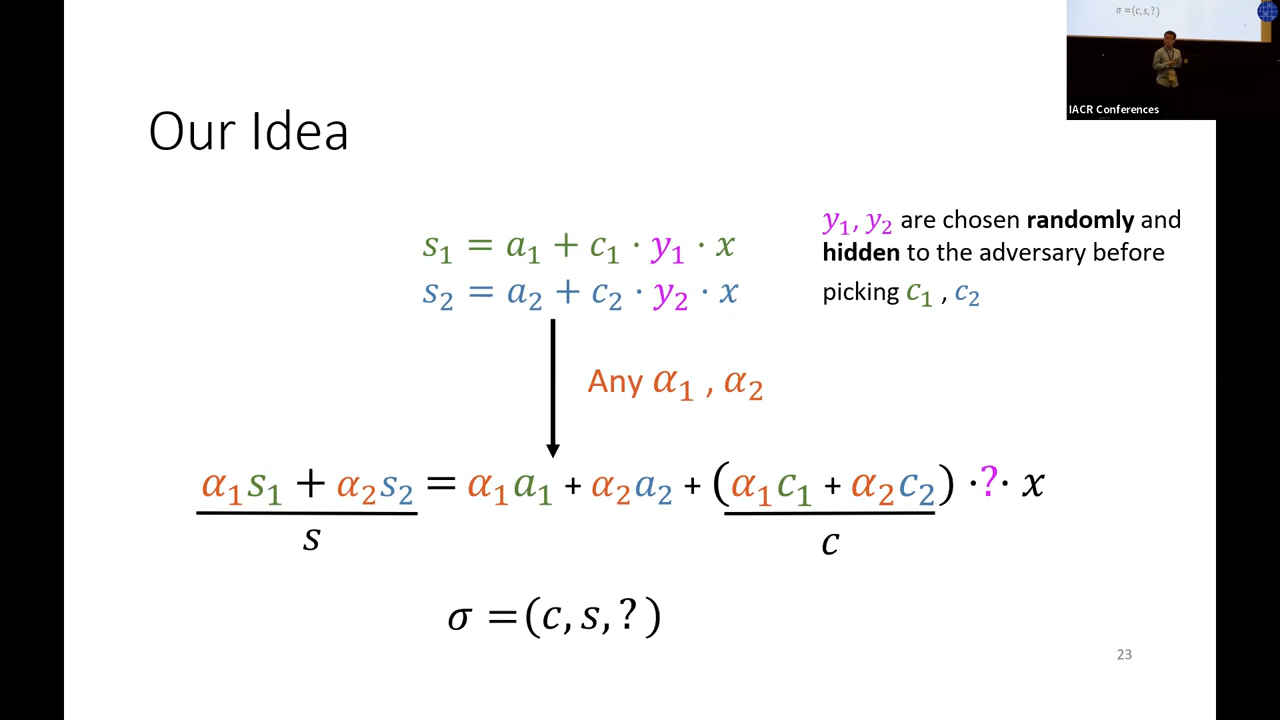 σ =(c,s,?)
IACR Conferences
Our Idea
s₁ = a₁ + c₁ · y₁ · x
s₂ = a₂ + c₂ · y₂ · x
y₁, y₂ are chosen randomly and
hidden to the adversary before
picking c₁ , c₂
Any α₁ , α₂
α₁s₁ + α₂s₂ = α₁a₁ + α₂a₂ + (α₁c₁ + α₂c₂) ·?· x
s
c
σ =(c, s, ?)
23